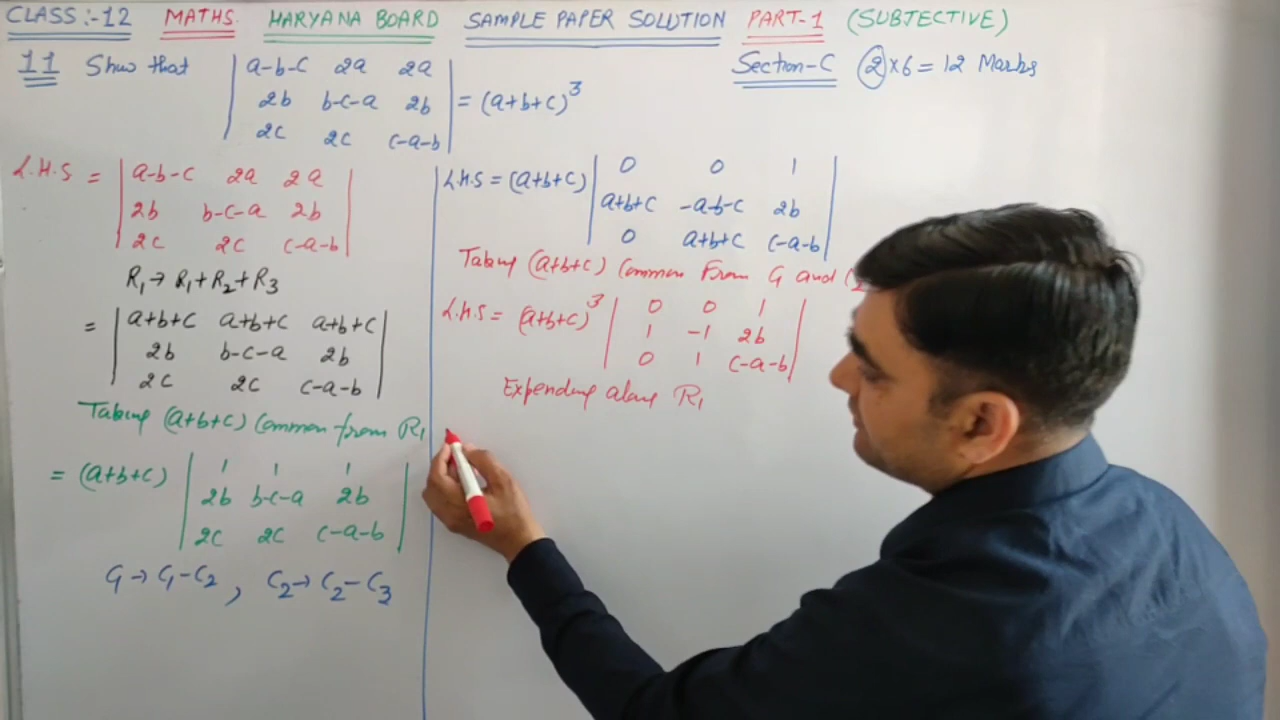 CLASS:-12 MATHS. HARYANA BOARD SAMPLE PAPER SOLUTION PART-1 (SUBJECTIVE)
11 Show that | a-b-c 2a 2a |
| 2b b-c-a 2b | = (a+b+c)³
| 2c 2c c-a-b |
Section-C ②×6 = 12 Marks
L.H.S = | a-b-c 2a 2a |
| 2b b-c-a 2b |
| 2c 2c c-a-b |
R₁→ R₁+R₂+R₃
= | a+b+c a+b+c a+b+c |
| 2b b-c-a 2b |
| 2c 2c c-a-b |
Taking (a+b+c) Common from R₁
= (a+b+c) | 1 1 1 |
| 2b b-c-a 2b |
| 2c 2c c-a-b |
C₁→C₁-C₂, C₂→C₂-C₃
L.H.S = (a+b+c) | 0 0 1 |
| a+b+c -a-b-c 2b |
| 0 a+b+c c-a-b |
Taking (a+b+c) Common From C₁ and C₂
L.H.S = (a+b+c)³ | 0 0 1 |
| 1 -1 2b |
| 0 1 c-a-b |
Expending along R₁